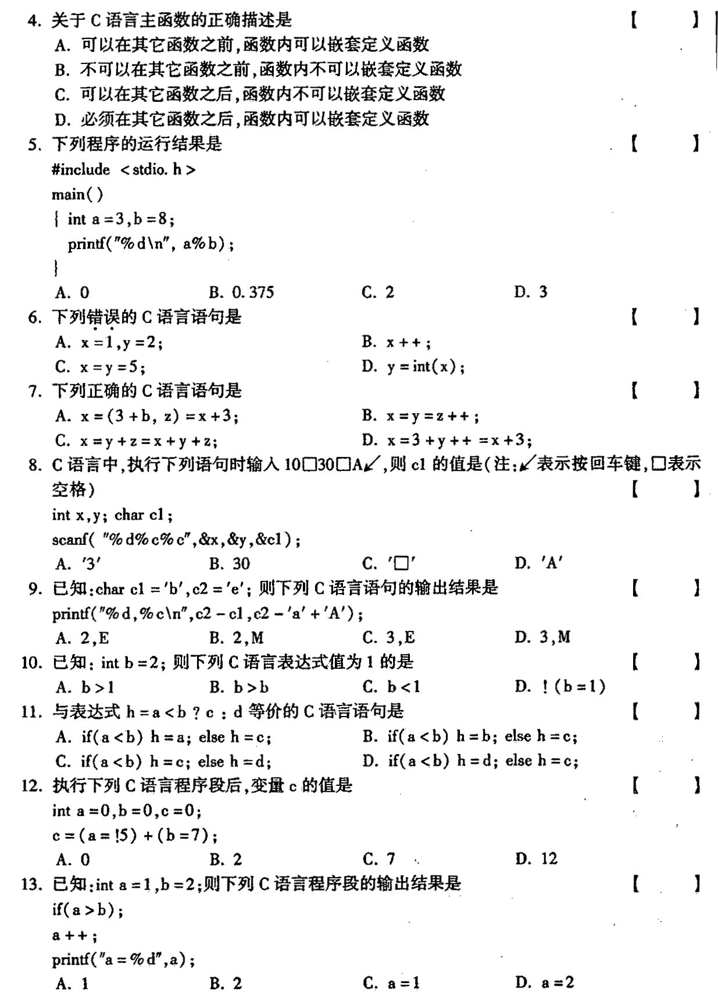 4. 关于 C 语言主函数的正确描述是 【 】
A. 可以在其它函数之前,函数内可以嵌套定义函数
B. 不可以在其它函数之前,函数内不可以嵌套定义函数
C. 可以在其它函数之后,函数内不可以嵌套定义函数
D. 必须在其它函数之后,函数内可以嵌套定义函数
5. 下列程序的运行结果是 【 】
#include <stdio.h>
main()
{ int a=3,b=8;
printf("%d\n", a%b);
}
A. 0 B. 0.375 C. 2 D. 3
6. 下列错误的 C 语言语句是 【 】
A. x=1,y=2; B. x++;
C. x=y=5; D. y=int(x);
7. 下列正确的 C 语言语句是 【 】
A. x=(3+b, z)=x+3; B. x=y=z++;
C. x=y+z=x+y+z; D. x=3+y++=x+3;
8. C 语言中,执行下列语句时输入 10□30□A↙,则 c1 的值是(注:↙表示按回车键,□表示
空格) 【 】
int x,y; char c1;
scanf( "%d%c%c",&x,&y,&c1);
A. '3' B. 30 C. '□' D. 'A'
9. 已知:char c1='b',c2='e'; 则下列 C 语言语句的输出结果是 【 】
printf("%d,%c\n",c2-c1,c2-'a'+'A');
A. 2,E B. 2,M C. 3,E D. 3,M
10. 已知: int b=2; 则下列 C 语言表达式值为 1 的是 【 】
A. b>1 B. b>b C. b<1 D. !(b=1)
11. 与表达式 h=a<b ? c : d 等价的 C 语言语句是 【 】
A. if(a<b) h=a; else h=c; B. if(a<b) h=b; else h=c;
C. if(a<b) h=c; else h=d; D. if(a<b) h=d; else h=c;
12. 执行下列 C 语言程序段后,变量 c 的值是 【 】
int a=0,b=0,c=0;
c=(a=!5)+(b=7);
A. 0 B. 2 C. 7 D. 12
13. 已知:int a=1,b=2;则下列 C 语言程序段的输出结果是 【 】
if(a>b);
a++;
printf("a=%d",a);
A. 1 B. 2 C. a=1 D. a=2